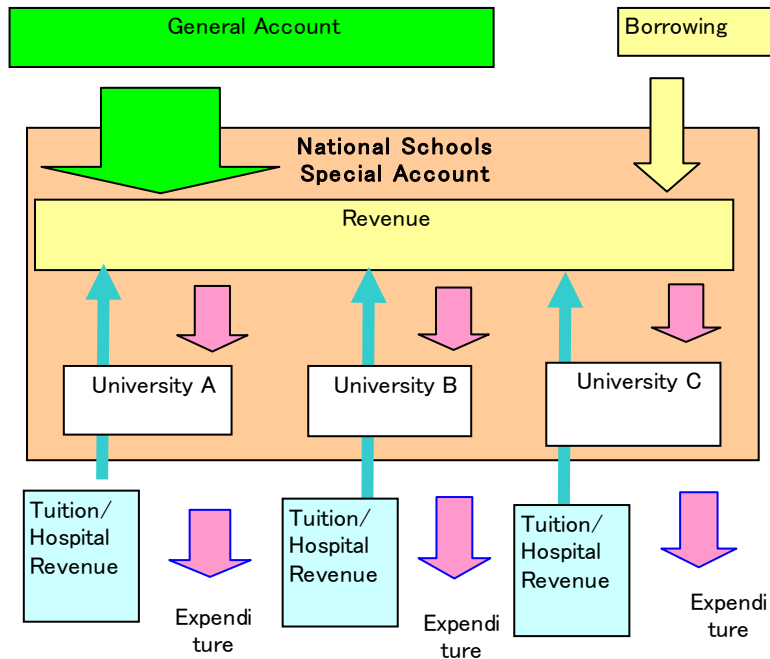 General Account
Borrowing
National Schools
Special Account
Revenue
University A
University B
University C
Tuition/
Hospital
Revenue
Expendi
ture
Tuition/
Hospital
Revenue
Expendi
ture
Tuition/
Hospital
Revenue
Expendi
ture